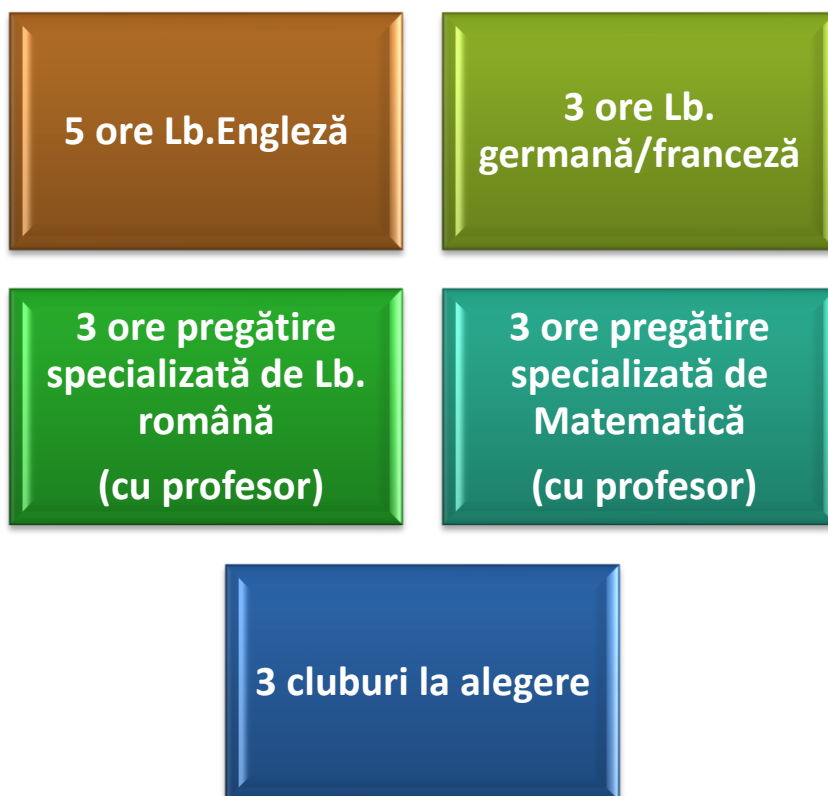 5 ore Lb.Engleză
3 ore Lb.
germană/franceză
3 ore pregătire
specializată de Lb.
română
(cu profesor)
3 ore pregătire
specializată de
Matematică
(cu profesor)
3 cluburi la alegere